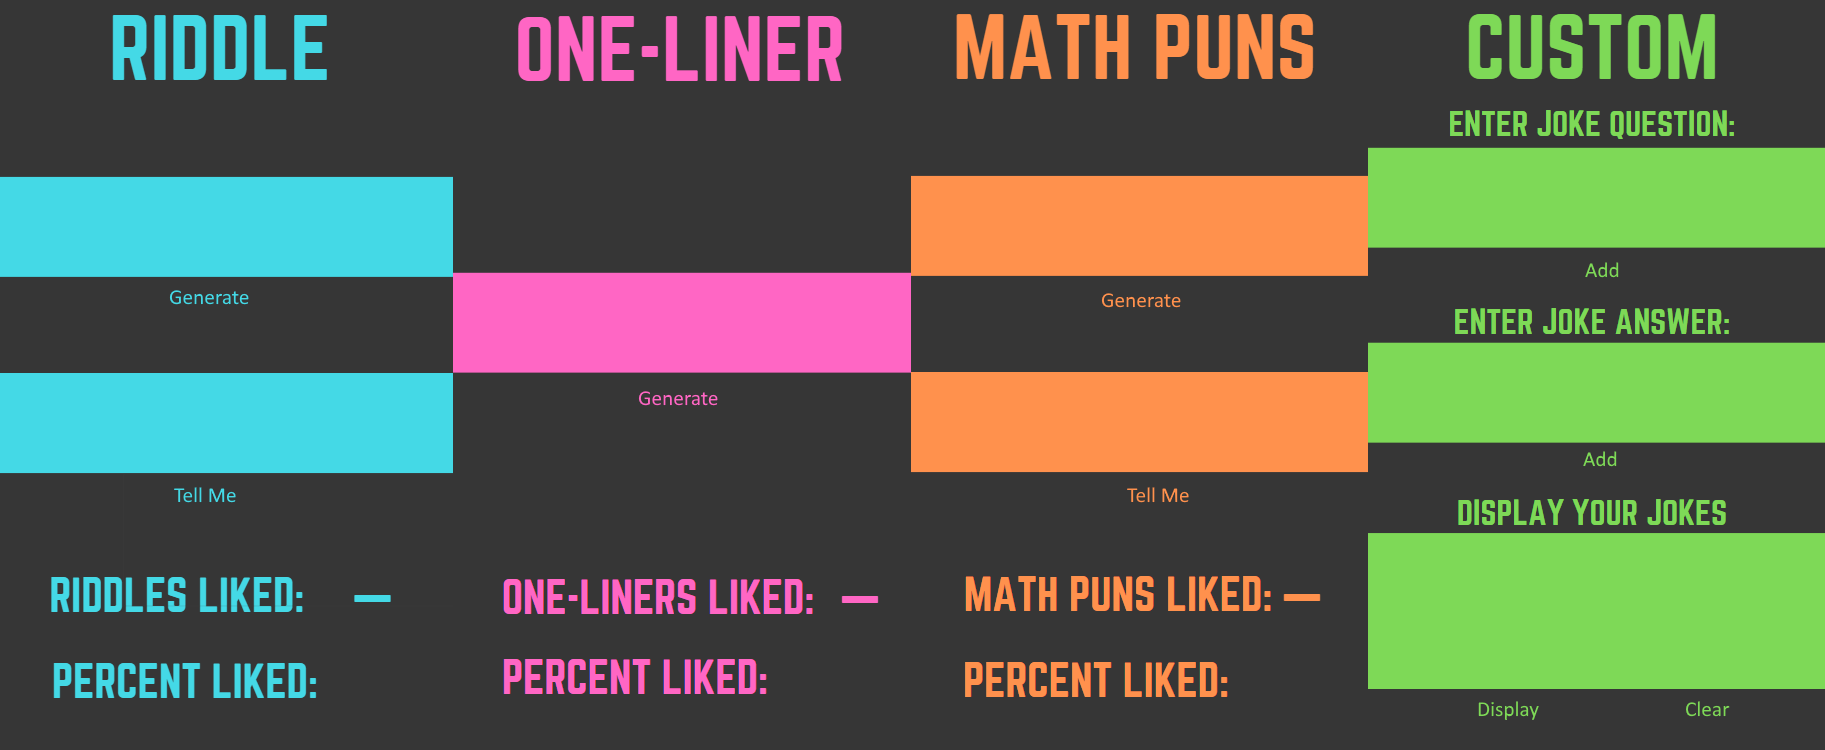 RIDDLE
Generate
Tell Me
RIDDLES LIKED: —
PERCENT LIKED:
ONE-LINER
Generate
ONE-LINERS LIKED: —
PERCENT LIKED:
MATH PUNS
Generate
Tell Me
MATH PUNS LIKED: —
PERCENT LIKED:
CUSTOM
ENTER JOKE QUESTION:
Add
ENTER JOKE ANSWER:
Add
DISPLAY YOUR JOKES
Display Clear